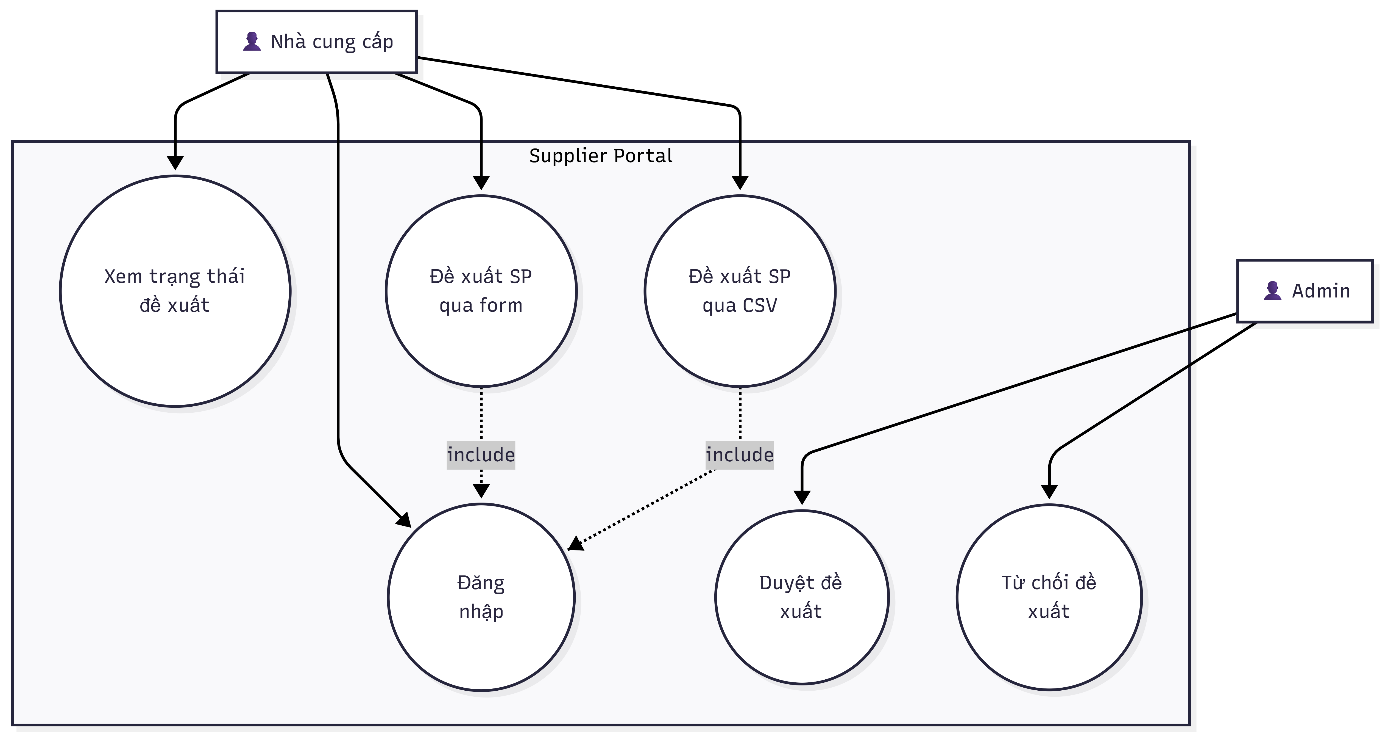 Nhà cung cấp
Supplier Portal
Xem trạng thái
đề xuất
Đề xuất SP
qua form
Đề xuất SP
qua CSV
Admin
include
include
Đăng
nhập
Duyệt đề
xuất
Từ chối đề
xuất